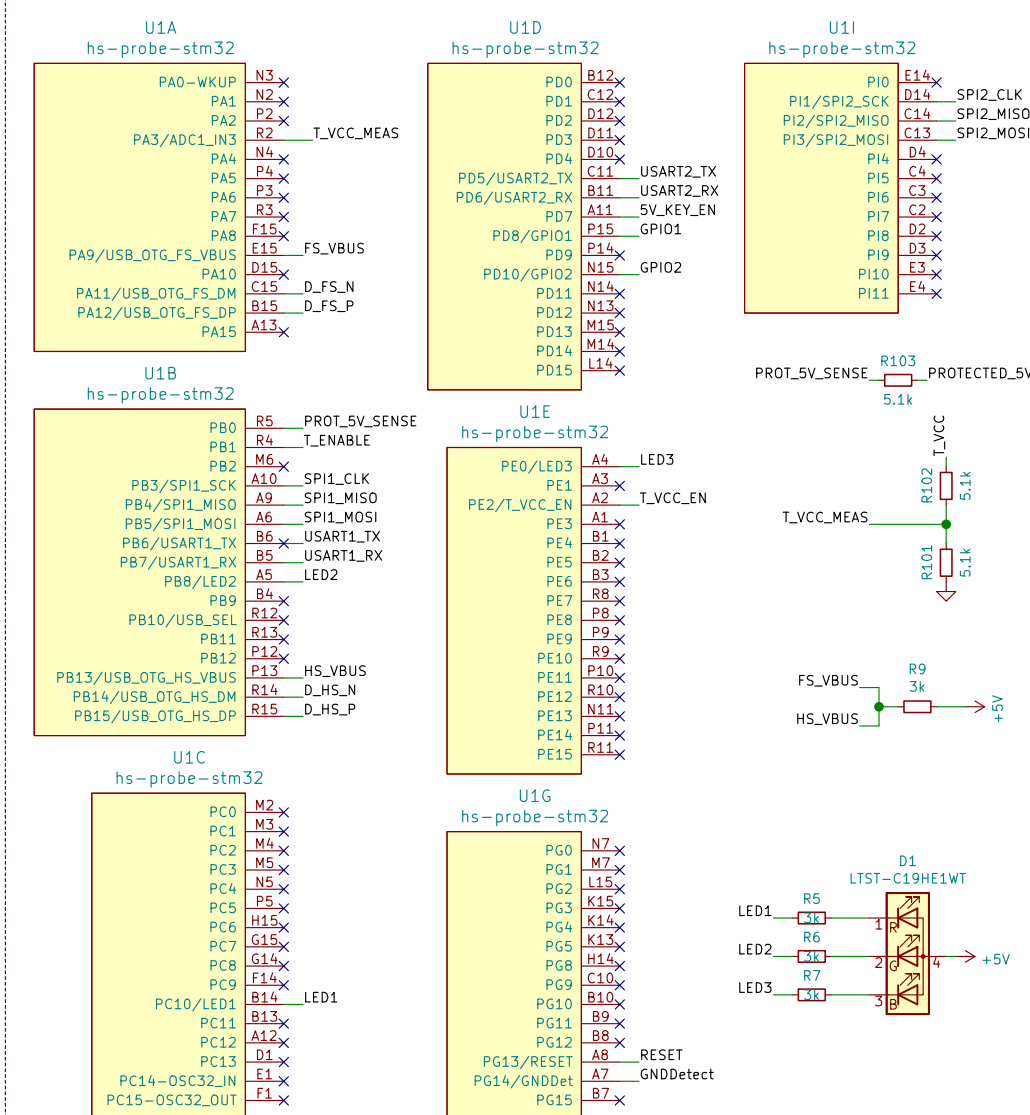 U1A
hs-probe-stm32
PA0-WKUP N3
PA1 N2
PA2 P2
PA3/ADC1_IN3 R2 T_VCC_MEAS
PA4 N4
PA5 P4
PA6 P3
PA7 R3
PA8 F15
PA9/USB_OTG_FS_VBUS E15 FS_VBUS
PA10 D15
PA11/USB_OTG_FS_DM C15 D_FS_N
PA12/USB_OTG_FS_DP B15 D_FS_P
PA15 A13
U1B
hs-probe-stm32
PB0 R5 PROT_5V_SENSE
PB1 R4 T_ENABLE
PB2 M6
PB3/SPI1_SCK A10 SPI1_CLK
PB4/SPI1_MISO A9 SPI1_MISO
PB5/SPI1_MOSI A6 SPI1_MOSI
PB6/USART1_TX B6 USART1_TX
PB7/USART1_RX B5 USART1_RX
PB8/LED2 A5 LED2
PB9 B4
PB10/USB_SEL R12
PB11 R13
PB12 P12
PB13/USB_OTG_HS_VBUS P13 HS_VBUS
PB14/USB_OTG_HS_DM R14 D_HS_N
PB15/USB_OTG_HS_DP R15 D_HS_P
U1C
hs-probe-stm32
PC0 M2
PC1 M3
PC2 M4
PC3 M5
PC4 N5
PC5 P5
PC6 H15
PC7 G15
PC8 G14
PC9 F14
PC10/LED1 B14 LED1
PC11 B13
PC12 A12
PC13 D1
PC14-OSC32_IN E1
PC15-OSC32_OUT F1
U1D
hs-probe-stm32
PD0 B12
PD1 C12
PD2 D12
PD3 D11
PD4 D10
PD5/USART2_TX C11 USART2_TX
PD6/USART2_RX B11 USART2_RX
PD7 A11 5V_KEY_EN
PD8/GPIO1 P15 GPIO1
PD9 P14
PD10/GPIO2 N15 GPIO2
PD11 N14
PD12 N13
PD13 M15
PD14 M14
PD15 L14
U1E
hs-probe-stm32
PE0/LED3 A4 LED3
PE1 A3
PE2/T_VCC_EN A2 T_VCC_EN
PE3 A1
PE4 B1
PE5 B2
PE6 B3
PE7 R8
PE8 P8
PE9 P9
PE10 R9
PE11 P10
PE12 R10
PE13 N11
PE14 P11
PE15 R11
U1G
hs-probe-stm32
PG0 N7
PG1 M7
PG2 L15
PG3 K15
PG4 K14
PG5 K13
PG8 H14
PG9 C10
PG10 B10
PG11 B9
PG12 B8
PG13/RESET A8 RESET
PG14/GNDDet A7 GNDDetect
PG15 B7
U1I
hs-probe-stm32
PI0 E14
PI1/SPI2_SCK D14 SPI2_CLK
PI2/SPI2_MISO C14 SPI2_MISO
PI3/SPI2_MOSI C13 SPI2_MOSI
PI4 D4
PI5 C4
PI6 C3
PI7 C2
PI8 D2
PI9 D3
PI10 E3
PI11 E4
R103
PROT_5V_SENSE PROTECTED_5V
5.1k
T_VCC
R102 5.1k
T_VCC_MEAS
R101 5.1k
R9
3k
FS_VBUS
HS_VBUS
+5V
D1
LTST-C19HE1WT
LED1 R5 3k 1 R
LED2 R6 3k 2 G 4 +5V
LED3 R7 3k 3 B